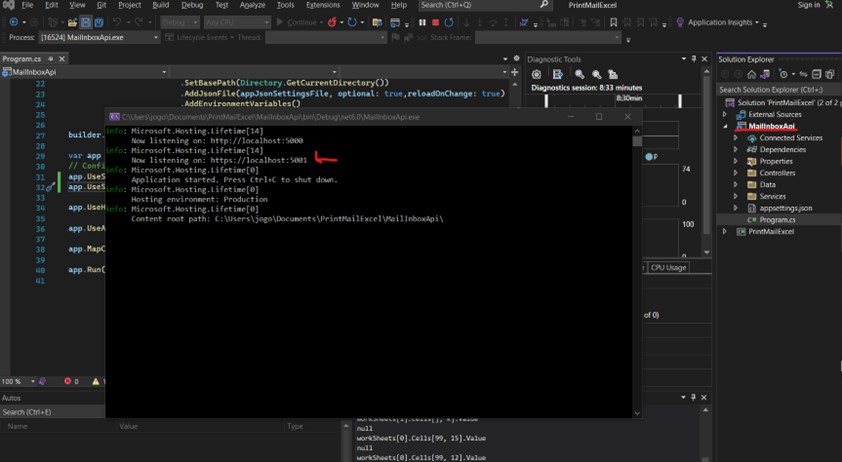 File Edit View Git Project Build Debug Test Analyze Tools Extensions Window Help Search (Ctrl+Q) PrintMailExcel Sign in
Debug Any CPU Continue Application Insights
Process: [16524] MailInboxApi.exe Lifecycle Events Thread: Stack Frame:
Program.cs
MailInboxApi
22 .SetBasePath(Directory.GetCurrentDirectory())
23 .AddJsonFile(appJsonSettingsFile, optional: true,reloadOnChange: true)
24 .AddEnvironmentVariables()
27 builder.
29 var app
30 // Confi
31 app.UseS
32 app.UseS
33
34 app.UseH
35
36 app.UseA
37
38 app.MapC
39
40 app.Run(
41
C:\Users\jogo\Documents\PrintMailExcel\MailInboxApi\bin\Debug\net6.0\MailInboxApi.exe
info: Microsoft.Hosting.Lifetime[14]
Now listening on: http://localhost:5000
info: Microsoft.Hosting.Lifetime[14]
Now listening on: https://localhost:5001
info: Microsoft.Hosting.Lifetime[0]
Application started. Press Ctrl+C to shut down.
info: Microsoft.Hosting.Lifetime[0]
Hosting environment: Production
info: Microsoft.Hosting.Lifetime[0]
Content root path: C:\Users\jogo\Documents\PrintMailExcel\MailInboxApi\
Diagnostic Tools
Diagnostics session: 8:33 minutes
8:30min
P
74
0
100
0
CPU Usage
of 0)
Solution Explorer
Search Solution Explorer (Ctrl+;)
Solution 'PrintMailExcel' (2 of 2 p
External Sources
MailInboxApi
Connected Services
Dependencies
Properties
Controllers
Data
Services
appsettings.json
Program.cs
PrintMailExcel
100 % 0 1
Autos
Search (Ctrl+E)
Name Value Type
null
workSheets[0].Cells[99, 15].Value
null
workSheets[0].Cells[99, 12].Value